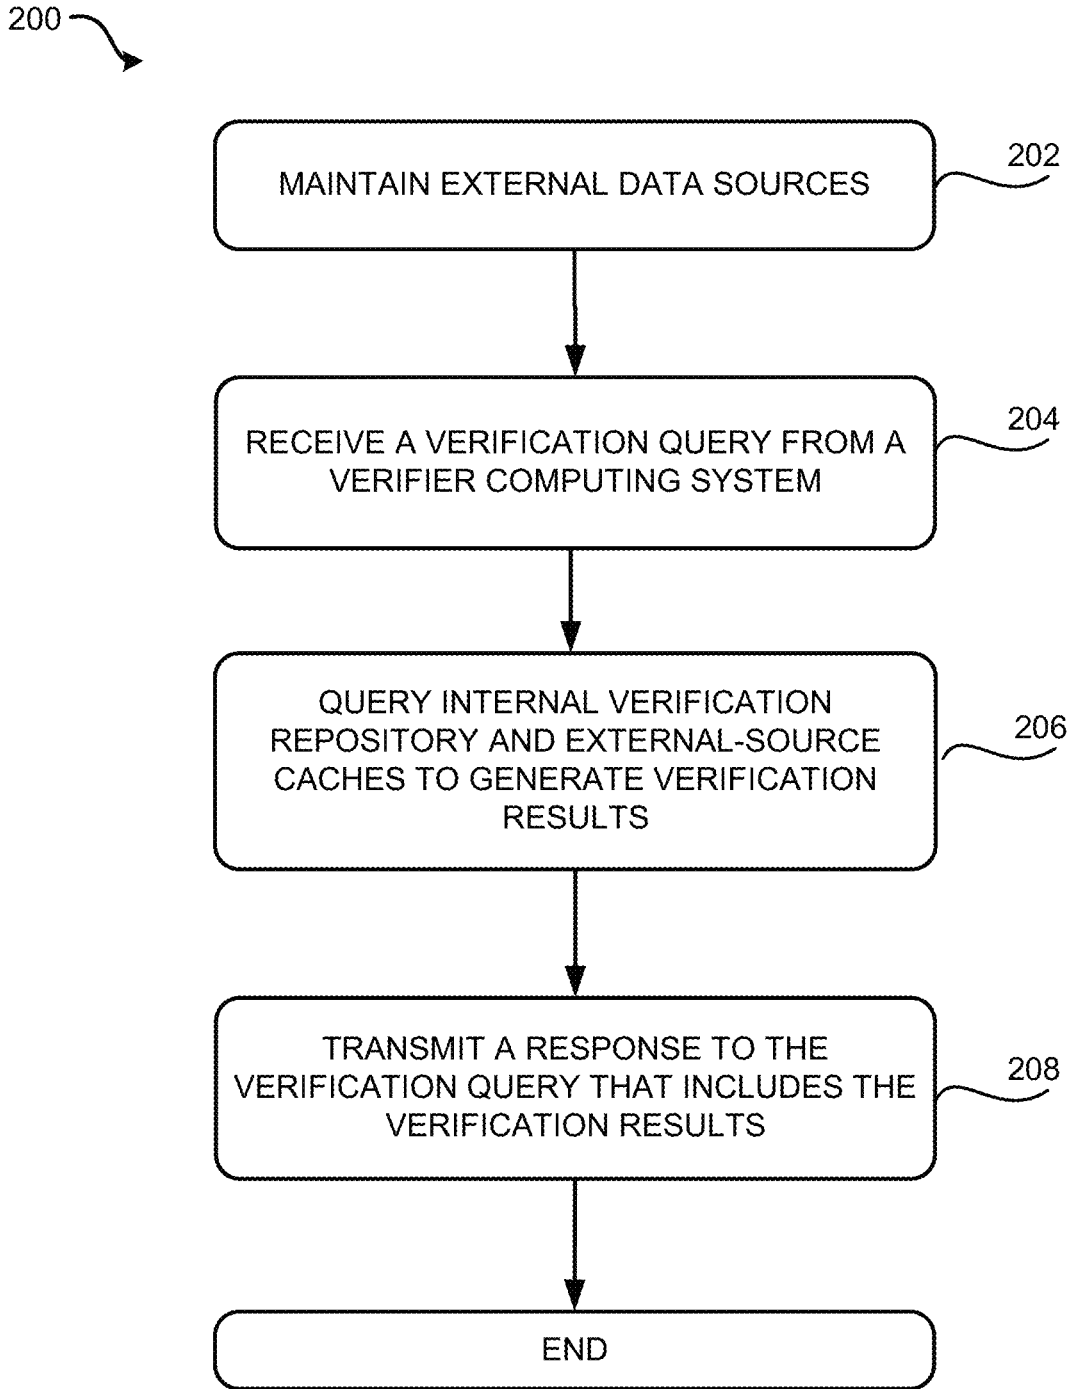 200
MAINTAIN EXTERNAL DATA SOURCES
202
RECEIVE A VERIFICATION QUERY FROM A
VERIFIER COMPUTING SYSTEM
204
QUERY INTERNAL VERIFICATION
REPOSITORY AND EXTERNAL-SOURCE
CACHES TO GENERATE VERIFICATION
RESULTS
206
TRANSMIT A RESPONSE TO THE
VERIFICATION QUERY THAT INCLUDES THE
VERIFICATION RESULTS
208
END